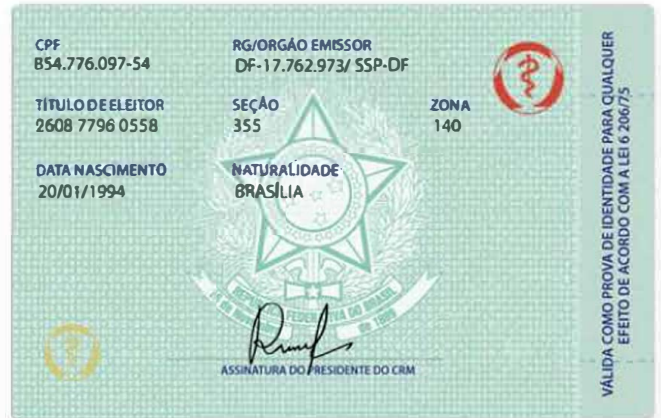 CPF
RG/ORGÃO EMISSOR
854.776.097-54
DF-17.762.973/ SSP-DF
TÍTULO DE ELEITOR
SEÇÃO
ZONA
2608 7796 0558
355
140
DATA NASCIMENTO
NATURALIDADE
20/01/1994
BRASÍLIA
ASSINATURA DO PRESIDENTE DO CRM
VÁLIDA COMO PROVA DE IDENTIDADE PARA QUALQUER
EFEITO DE ACORDO COM A LEI 6 206/75